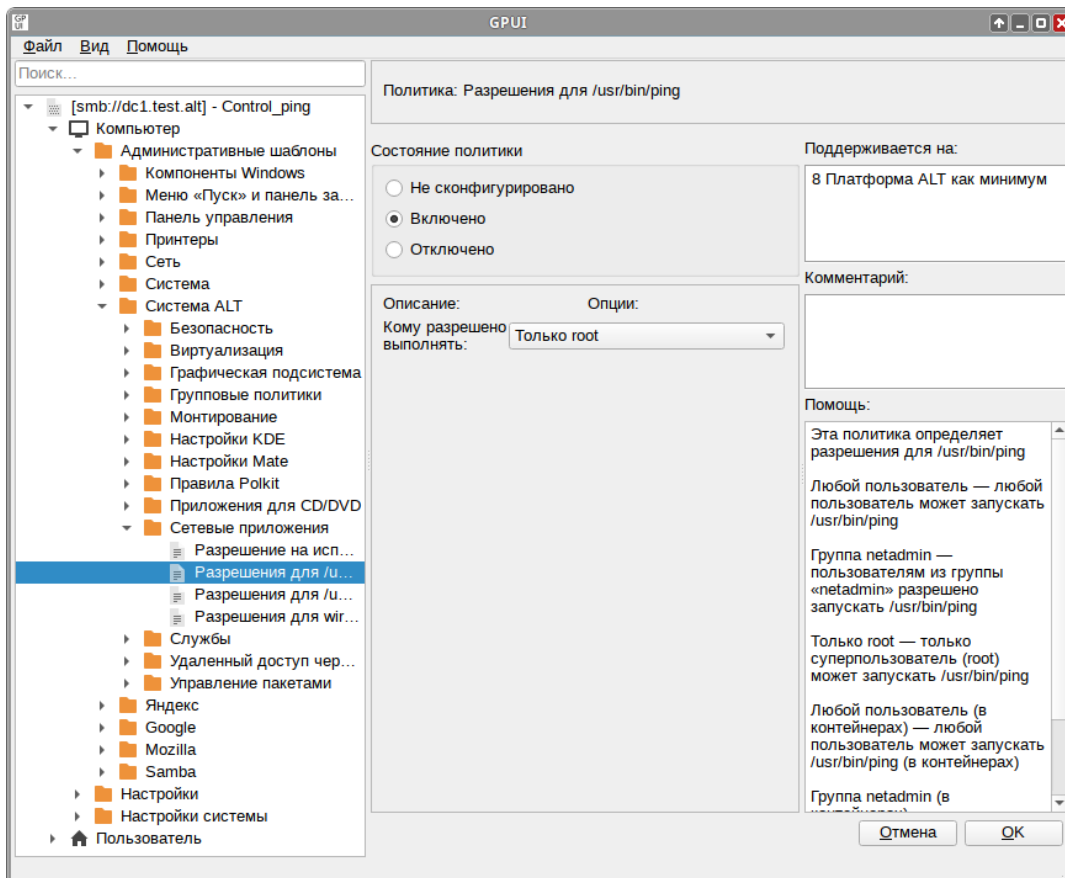 GPUI
GPUI
Файл Вид Помощь
Поиск...
[smb://dc1.test.alt] - Control_ping
Компьютер
Административные шаблоны
Компоненты Windows
Меню «Пуск» и панель за...
Панель управления
Принтеры
Сеть
Система
Система ALT
Безопасность
Виртуализация
Графическая подсистема
Групповые политики
Монтирование
Настройки KDE
Настройки Mate
Правила Polkit
Приложения для CD/DVD
Сетевые приложения
Разрешение на исп...
Разрешения для /u...
Разрешения для /u...
Разрешения для wir...
Службы
Удаленный доступ чер...
Управление пакетами
Яндекс
Google
Mozilla
Samba
Настройки
Настройки системы
Пользователь
Политика: Разрешения для /usr/bin/ping
Состояние политики
Не сконфигурировано
Включено
Отключено
Описание: Опции:
Кому разрешено
выполнять:
Только root
Поддерживается на:
8 Платформа ALT как минимум
Комментарий:
Помощь:
Эта политика определяет
разрешения для /usr/bin/ping
Любой пользователь — любой
пользователь может запускать
/usr/bin/ping
Группа netadmin —
пользователям из группы
«netadmin» разрешено
запускать /usr/bin/ping
Только root — только
суперпользователь (root)
может запускать /usr/bin/ping
Любой пользователь (в
контейнерах) — любой
пользователь может запускать
/usr/bin/ping (в контейнерах)
Группа netadmin (в
Отмена OK